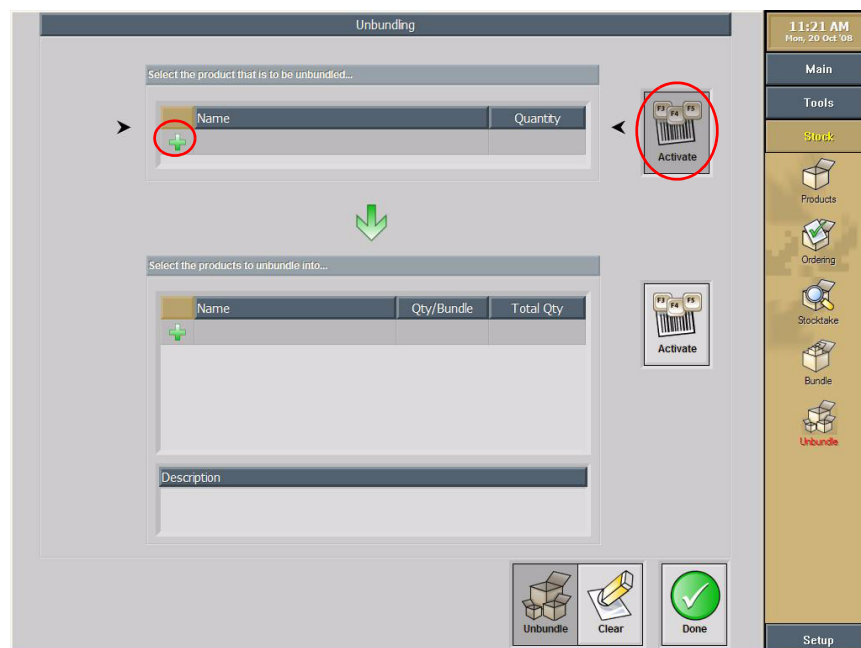 Unbundling
Select the product that is to be unbundled...
Name Quantity
F3 F4 F5
Activate
Select the products to unbundle into...
Name Qty/Bundle Total Qty
F3 F4 F5
Activate
Description
Unbundle Clear Done
11:21 AM
Mon, 20 Oct '08
Main
Tools
Stock
Products
Ordering
Stocktake
Bundle
Unbundle
Setup